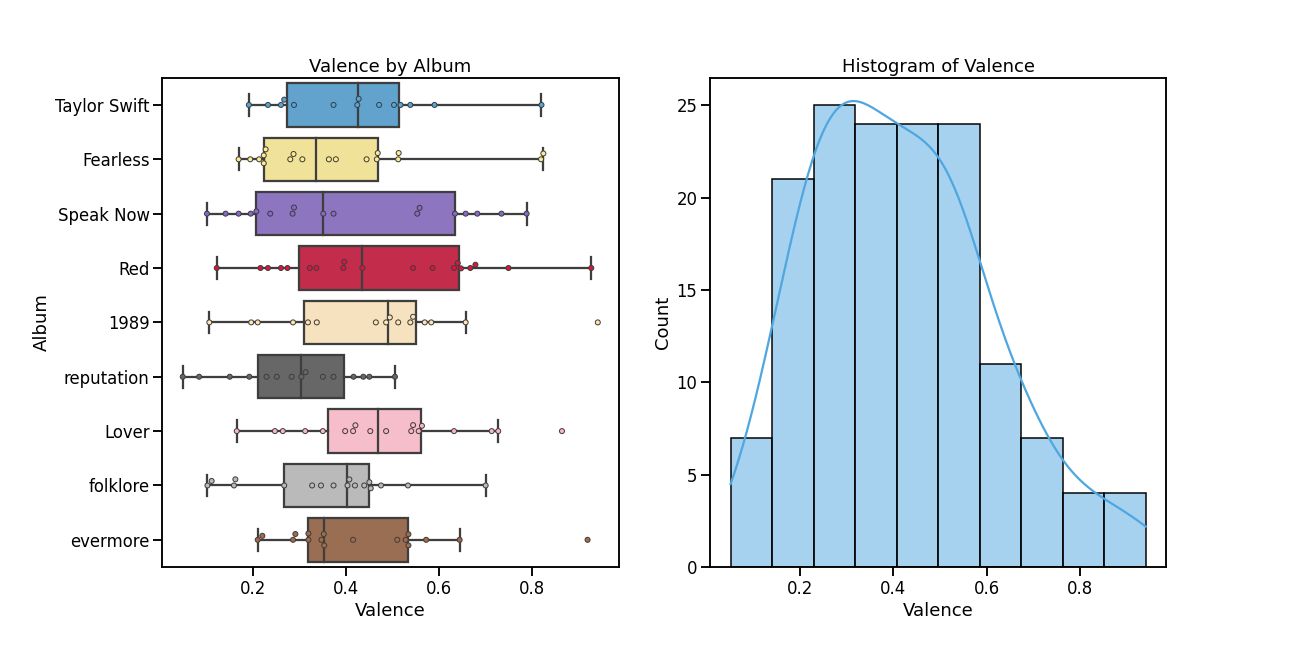 Valence by Album
Taylor Swift
Fearless
Speak Now
Red
1989
reputation
Lover
folklore
evermore
Album
0.2 0.4 0.6 0.8
Valence
Histogram of Valence
25
20
15
10
5
0
Count
0.2 0.4 0.6 0.8
Valence